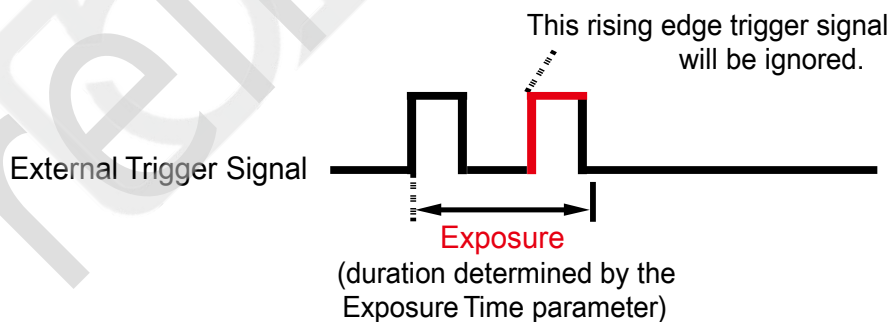 This rising edge trigger signal
will be ignored.
External Trigger Signal
Exposure
(duration determined by the
Exposure Time parameter)